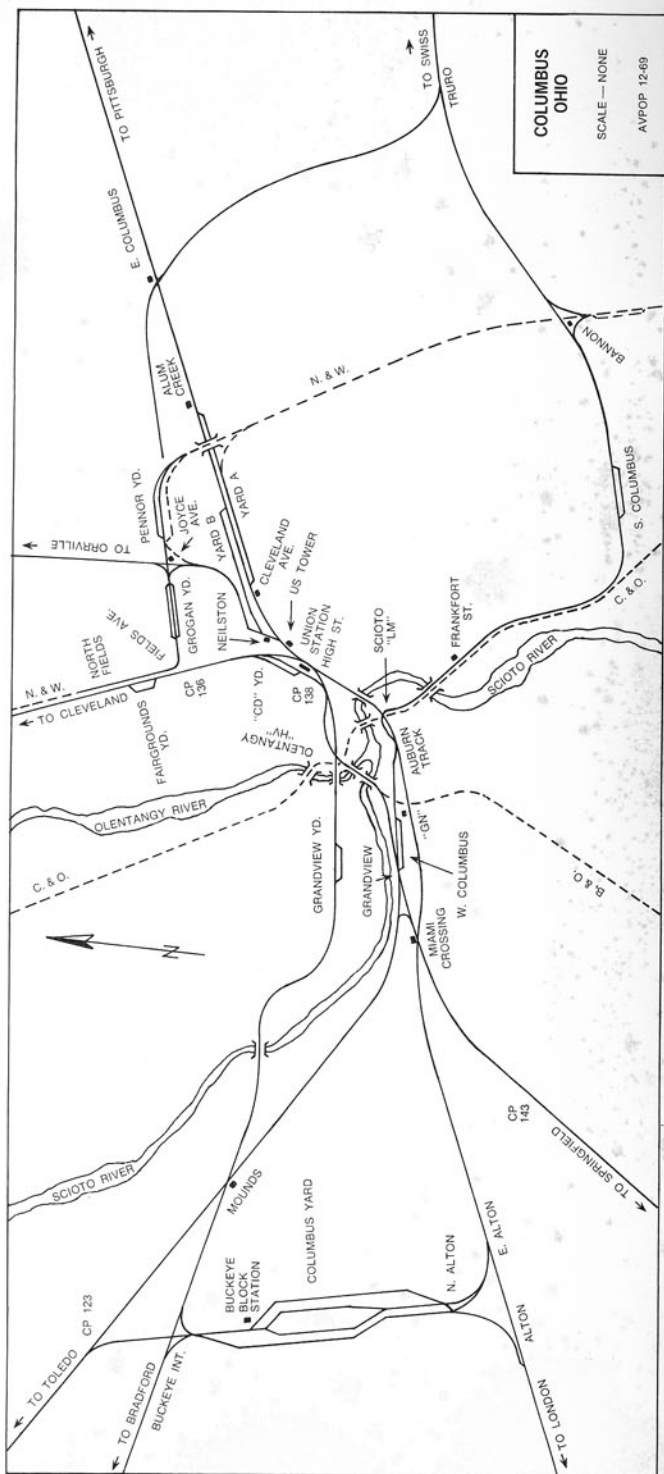 COLUMBUS
OHIO
SCALE — NONE
AVPOP 12-69
TO PITTSBURGH
TO SWISS
TRURO
E. COLUMBUS
ALUM
CREEK
N. & W.
BANNON
PENNOR YD.
JOYCE
AVE.
YARD B
YARD A
TO ORRVILLE
CLEVELAND
AVE.
US TOWER
GROGAN YD.
NEILSTON
UNION
STATION
HIGH ST.
SCIOTO
"LM"
FRANKFORT
ST.
S. COLUMBUS
C. & O.
SCIOTO RIVER
NORTH
FIELDS
FIELDS AVE.
N. & W.
TO CLEVELAND
FAIRGROUNDS
YD.
CP
136
"CD" YD.
CP
138
OLENTANGY
"HV"
AUBURN
TRACK
OLENTANGY RIVER
C. & O.
GRANDVIEW YD.
GRANDVIEW
"GN"
W. COLUMBUS
B. & O.
MIAMI
CROSSING
N
SCIOTO RIVER
CP
143
TO SPRINGFIELD
MOUNDS
COLUMBUS YARD
BUCKEYE
BLOCK
STATION
N. ALTON
E. ALTON
ALTON
CP 123
TO TOLEDO
TO BRADFORD
BUCKEYE INT.
TO LONDON